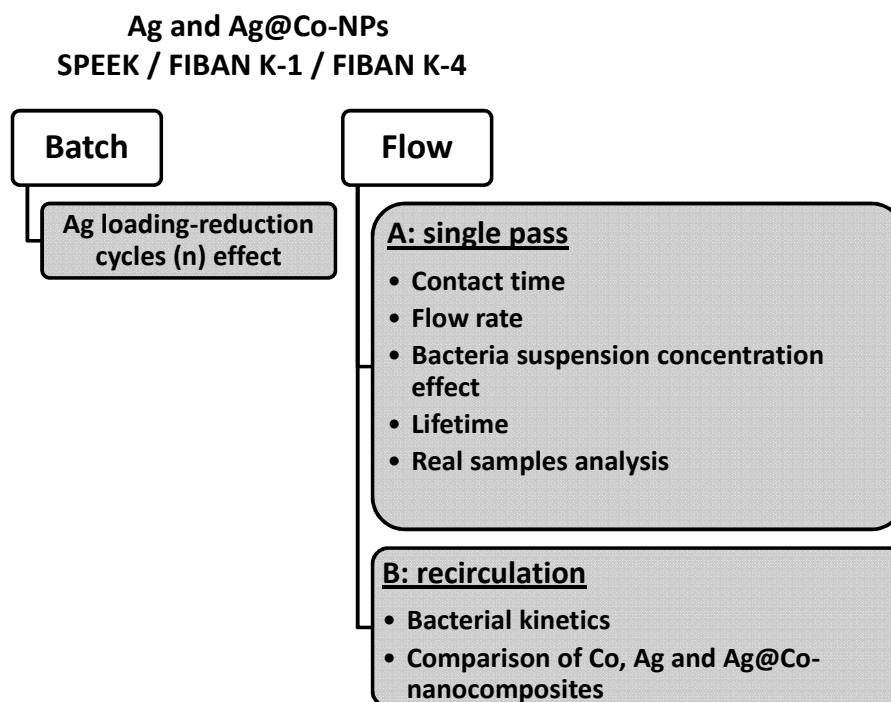 Ag and Ag@Co-NPs
SPEEK / FIBAN K-1 / FIBAN K-4
Batch
Ag loading-reduction
cycles (n) effect
Flow
A: single pass
• Contact time
• Flow rate
• Bacteria suspension concentration
effect
• Lifetime
• Real samples analysis
B: recirculation
• Bacterial kinetics
• Comparison of Co, Ag and Ag@Co-
nanocomposites